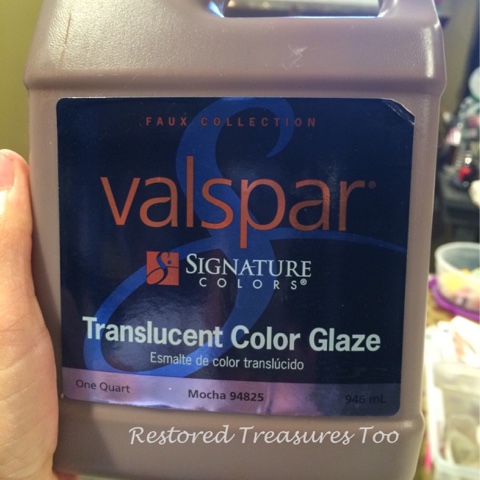 FAUX COLLECTION
valspar®
SIGNATURE
COLORS®
Translucent Color Glaze
Esmalte de color translúcido
One Quart Mocha 94825 946 mL
Restored Treasures Too